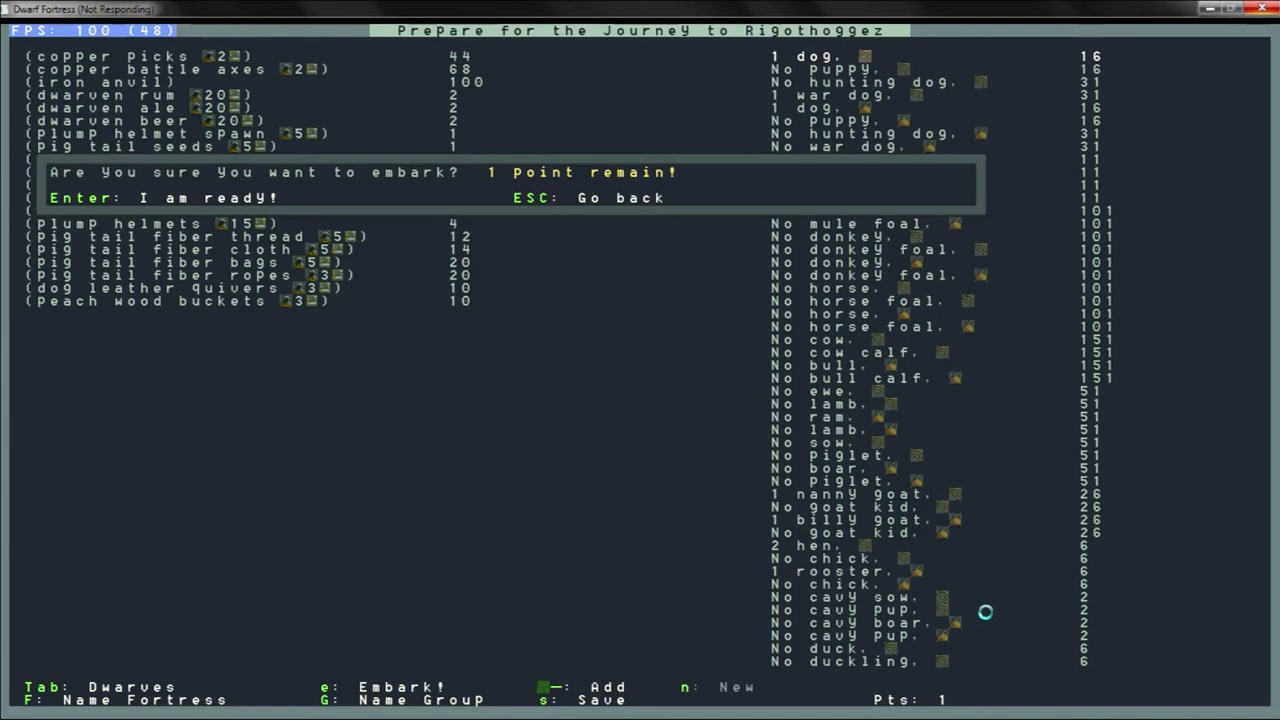 Dwarf Fortress (Not Responding)
FPS: 100 (48)
Prepare for the Journey to Rigothoggez
(copper picks [2]) 44 1 dog, 16
(copper battle axes [2]) 68 No puppy, 16
(iron anvil) 100 No hunting dog, 31
(dwarven rum [20]) 2 1 war dog, 31
(dwarven ale [20]) 2 1 dog, 16
(dwarven beer [20]) 2 No puppy, 16
(plump helmet spawn [5]) 1 No hunting dog, 31
(pig tail seeds [5]) 1 No war dog, 31
( 11
Are you sure you want to embark? 1 point remain!
11
11
Enter: I am ready! ESC: Go back
11
( 101
(plump helmets [15]) 4 No mule foal, 101
(pig tail fiber thread [5]) 12 No donkey, 101
(pig tail fiber cloth [5]) 14 No donkey foal, 101
(pig tail fiber bags [5]) 20 No donkey, 101
(pig tail fiber ropes [3]) 20 No donkey foal, 101
(dog leather quivers [3]) 10 No horse, 101
(peach wood buckets [3]) 10 No horse foal, 101
No horse, 101
No horse foal, 101
No cow, 151
No cow calf, 151
No bull, 151
No bull calf, 151
No ewe, 51
No lamb, 51
No ram, 51
No lamb, 51
No sow, 51
No piglet, 51
No boar, 51
No piglet, 51
1 nanny goat, 26
No goat kid, 26
1 billy goat, 26
No goat kid, 26
2 hen, 6
No chick, 6
1 rooster, 6
No chick, 6
No cavy sow, 2
No cavy pup, 2
No cavy boar, 2
No cavy pup, 2
No duck, 6
No duckling, 6
Tab: Dwarves e: Embark! —: Add n: New
F: Name Fortress G: Name Group s: Save Pts: 1